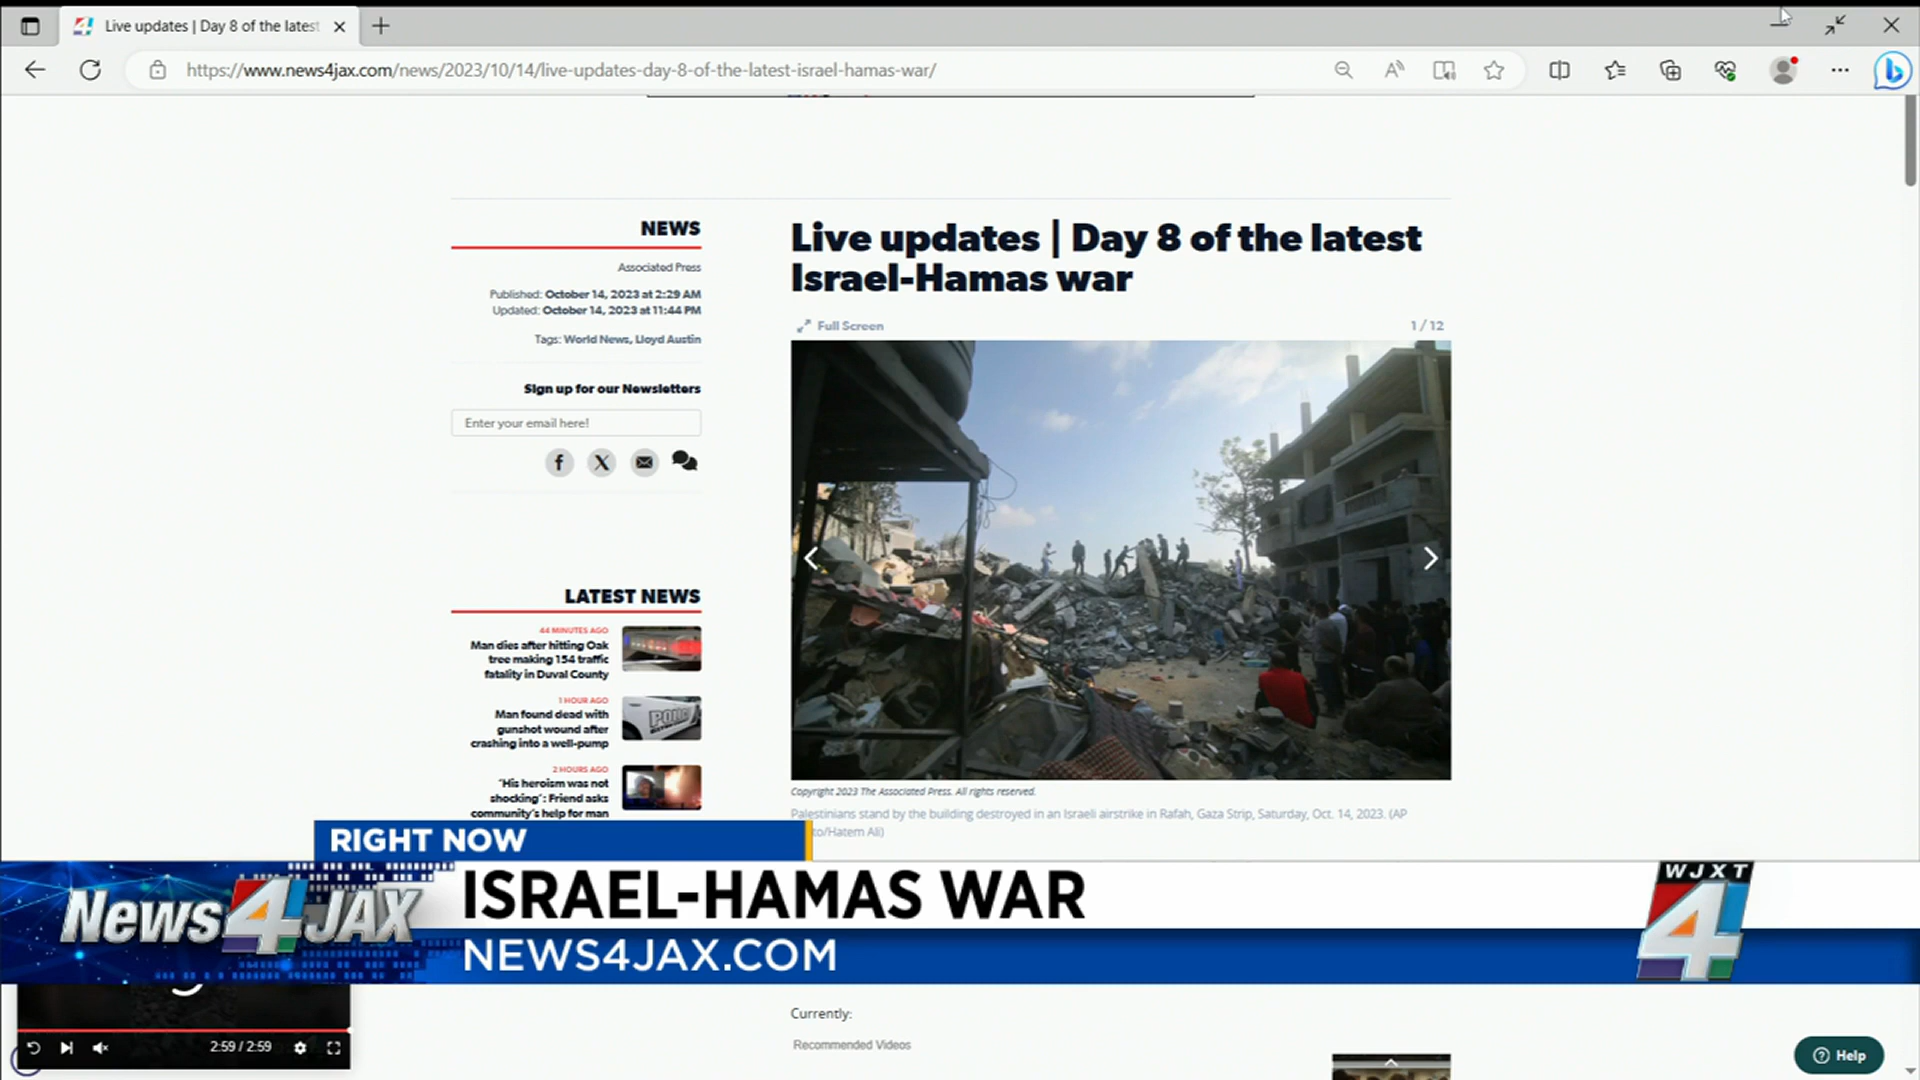 Live updates | Day 8 of the latest
https://www.news4jax.com/news/2023/10/14/live-updates-day-8-of-the-latest-israel-hamas-war/
NEWS
Associated Press
Published: October 14, 2023 at 2:29 AM
Updated: October 14, 2023 at 11:44 PM
Tags: World News, Lloyd Austin
Sign up for our Newsletters
Enter your email here!
LATEST NEWS
44 MINUTES AGO
Man dies after hitting Oak
tree making 154 traffic
fatality in Duval County
1 HOUR AGO
Man found dead with
gunshot wound after
crashing into a well-pump
2 HOURS AGO
‘His heroism was not
shocking’: Friend asks
community’s help for man
Live updates | Day 8 of the latest
Israel-Hamas war
Full Screen
1 / 12
POLICE
Copyright 2023 The Associated Press. All rights reserved.
Palestinians stand by the building destroyed in an Israeli airstrike in Rafah, Gaza Strip, Saturday, Oct. 14, 2023. (AP
to/Hatem Ali)
RIGHT NOW
News4JAX
ISRAEL-HAMAS WAR
NEWS4JAX.COM
WJXT
4
2:59 / 2:59
Currently:
Recommended Videos
Help